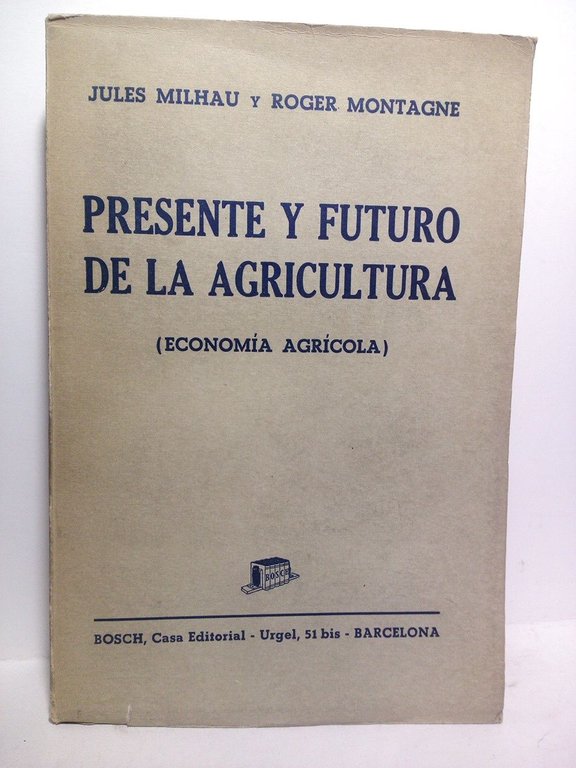 JULES MILHAU Y ROGER MONTAGNE
PRESENTE Y FUTURO
DE LA AGRICULTURA
(ECONOMÍA AGRÍCOLA)
BOSCH
BOSCH, Casa Editorial - Urgel, 51 bis - BARCELONA